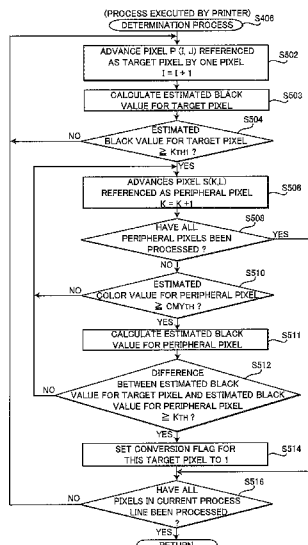 (PROCESS EXECUTED BY PRINTER)
DETERMINATION PROCESS
S406
ADVANCE PIXEL P (I, J) REFERENCED
AS TARGET PIXEL BY ONE PIXEL
I = I + 1
S502
CALCULATE ESTIMATED BLACK
VALUE FOR TARGET PIXEL
S503
S504
ESTIMATED
BLACK VALUE FOR TARGET PIXEL
≧ KTH1 ?
NO
YES
ADVANCES PIXEL S(K,L)
REFERENCED AS PERIPHERAL PIXEL
K = K +1
S506
S508
HAVE ALL
PERIPHERAL PIXELS BEEN
PROCESSED ?
YES
NO
S510
ESTIMATED
COLOR VALUE FOR PERIPHERAL PIXEL
≧ CMYTH ?
NO
YES
S511
CALCULATE ESTIMATED BLACK
VALUE FOR PERIPHERAL PIXEL
S512
DIFFERENCE
BETWEEN ESTIMATED BLACK
VALUE FOR TARGET PIXEL AND ESTIMATED BLACK
VALUE FOR PERIPHERAL PIXEL
≧ KTH ?
NO
YES
SET CONVERSION FLAG FOR
THIS TARGET PIXEL TO 1
S514
S516
HAVE ALL
PIXELS IN CURRENT PROCESS
LINE BEEN PROCESSED
?
NO
YES
RETURN